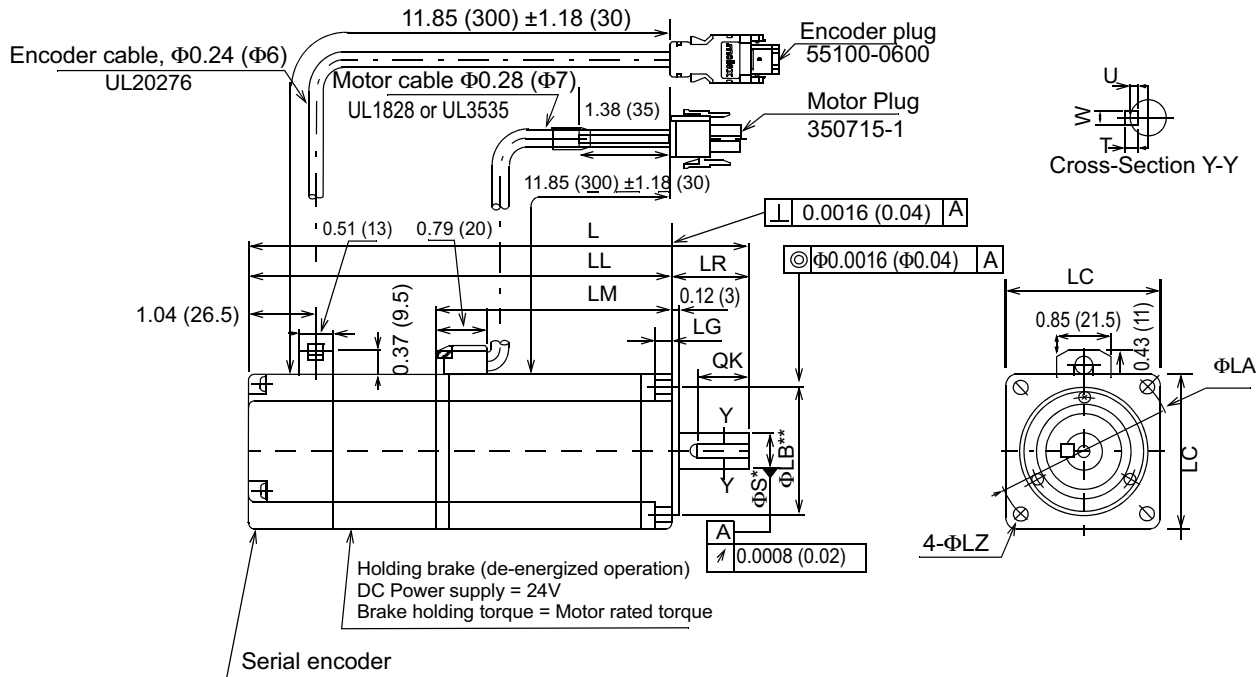 11.85 (300) ±1.18 (30)
Encoder cable, Φ0.24 (Φ6)
UL20276
Encoder plug
55100-0600
molex
Motor cable Φ0.28 (Φ7)
UL1828 or UL3535
1.38 (35)
Motor Plug
350715-1
U
W
T
Cross-Section Y-Y
11.85 (300) ±1.18 (30)
⊥ 0.0016 (0.04) A
0.51 (13)
0.79 (20)
L
LL
LR
◎ Φ0.0016 (Φ0.04) A
LM
0.12 (3)
LC
1.04 (26.5)
0.37 (9.5)
LG
0.85 (21.5)
0.43 (11)
QK
ΦLA
Y
Y
ΦS*
ΦLB**
LC
A
↗ 0.0008 (0.02)
4-ΦLZ
Holding brake (de-energized operation)
DC Power supply = 24V
Brake holding torque = Motor rated torque
Serial encoder